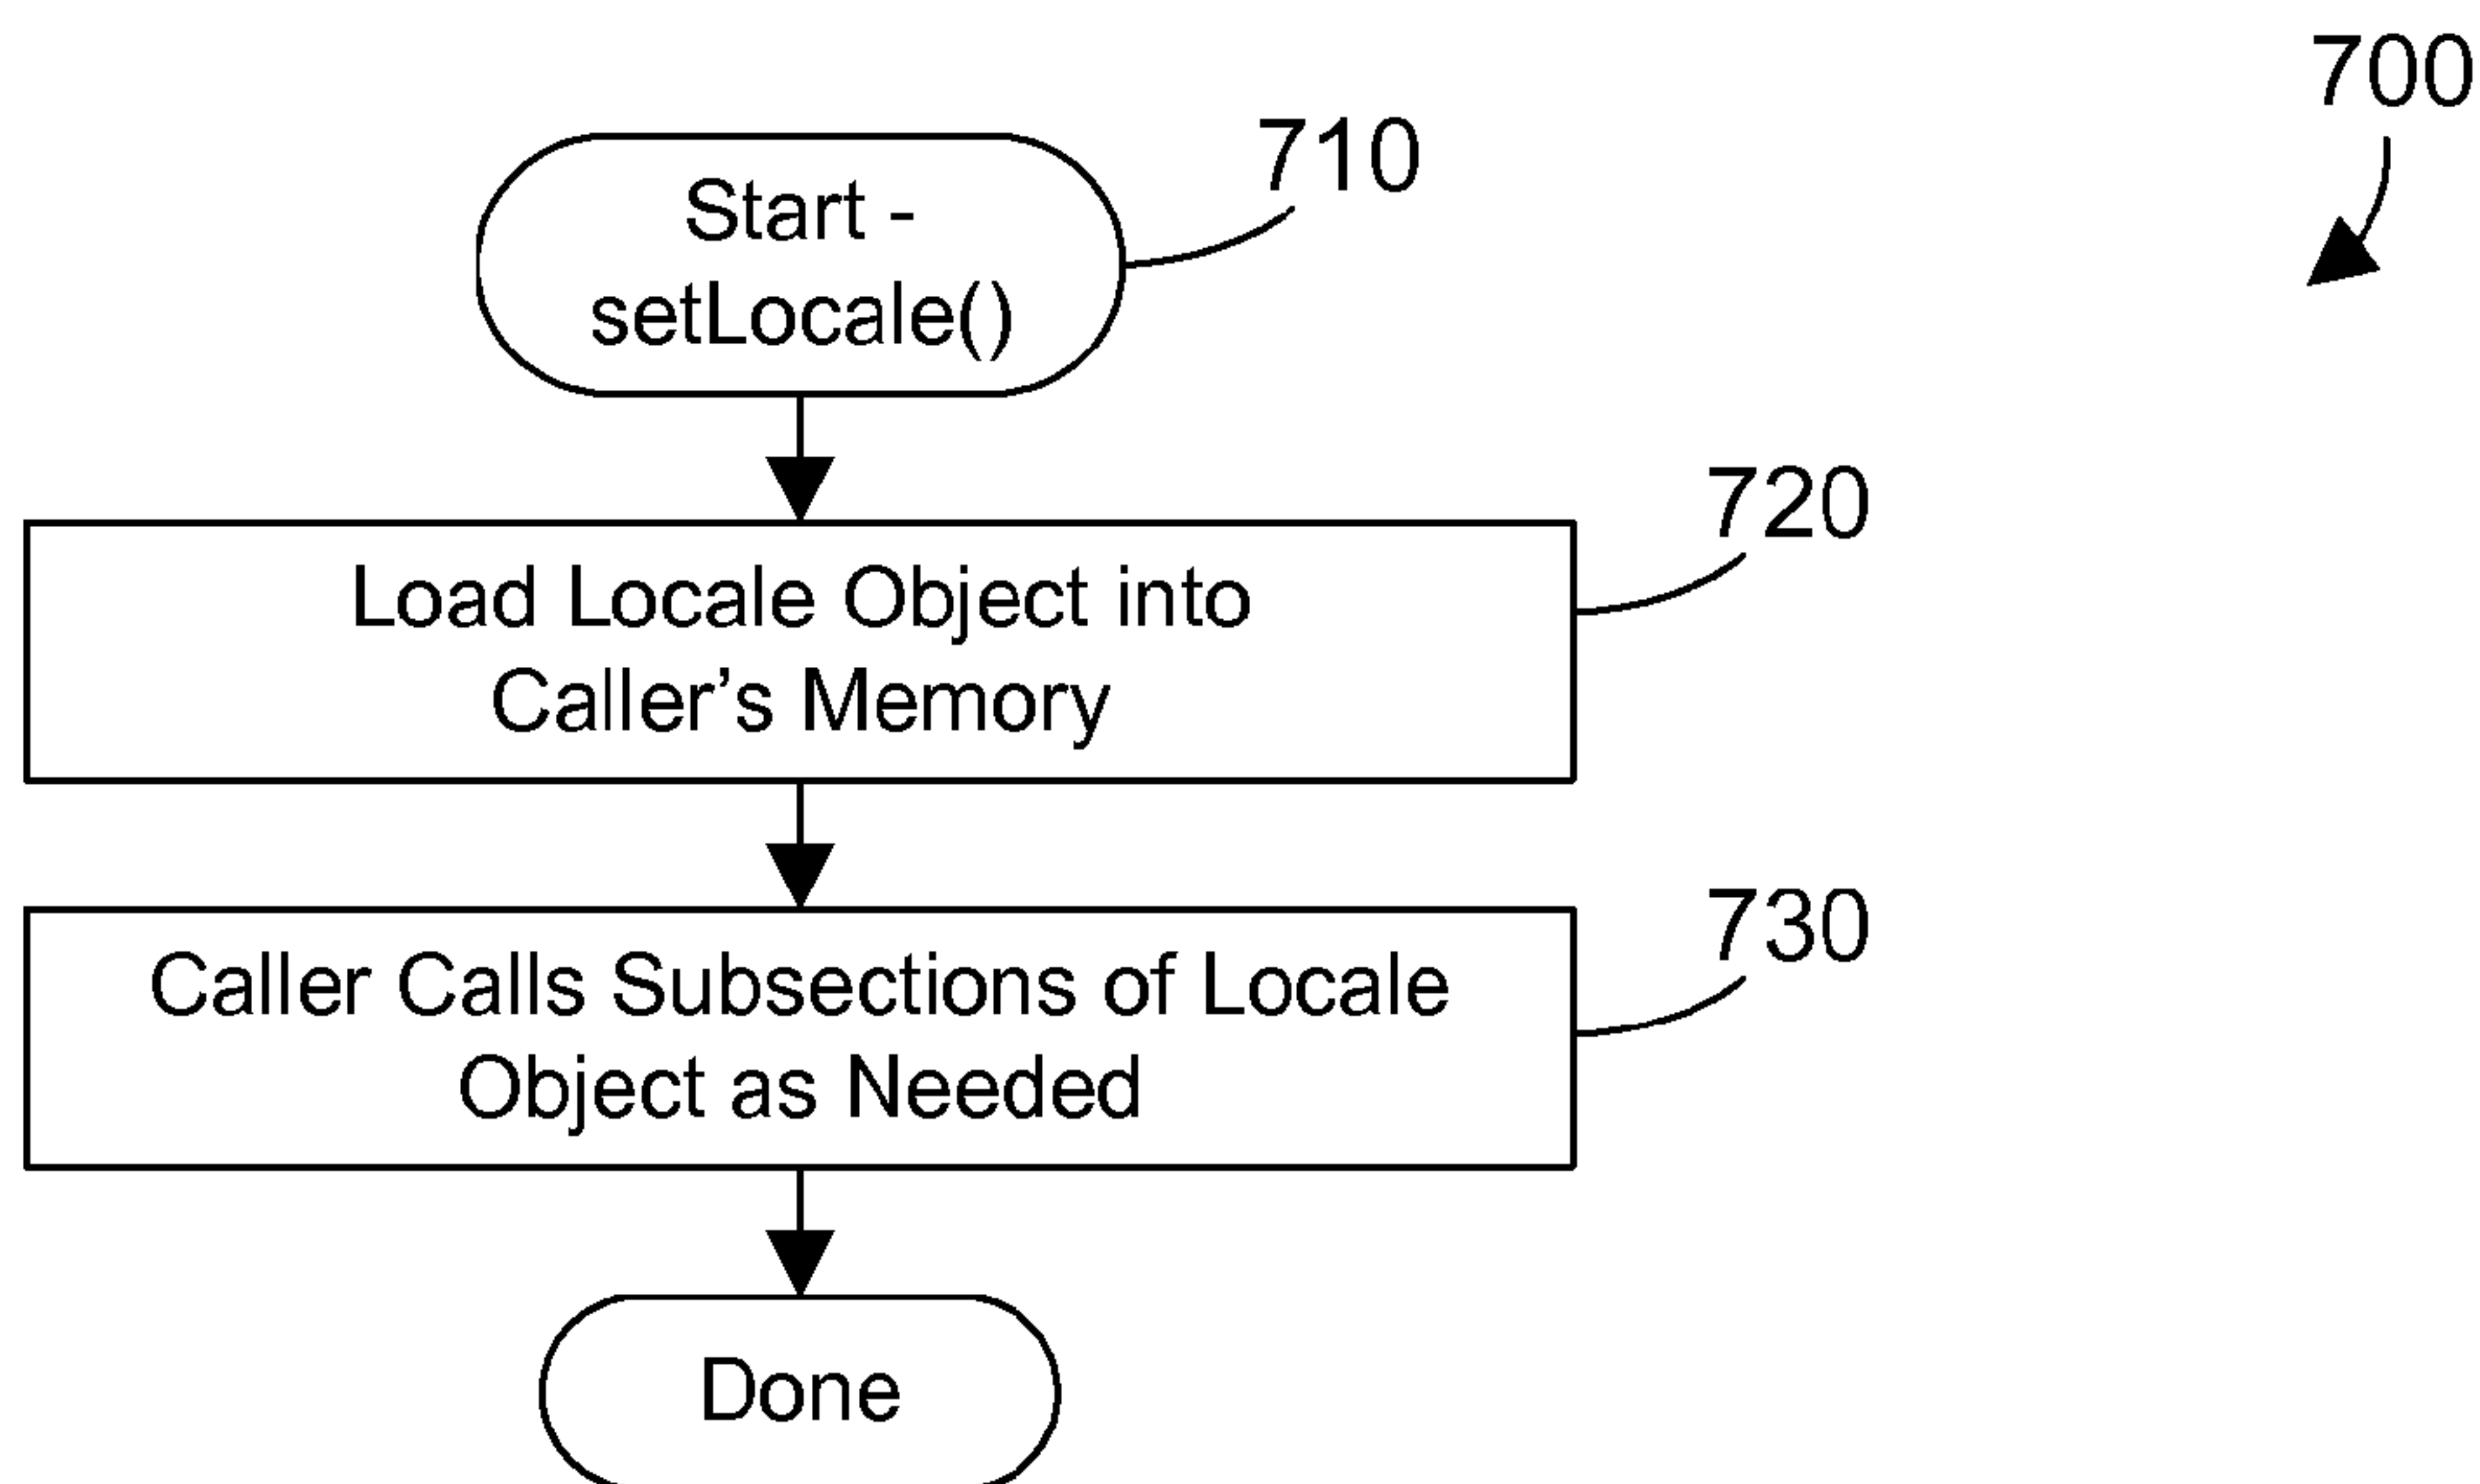 700
710
Start -
setLocale()
720
Load Locale Object into
Caller’s Memory
730
Caller Calls Subsections of Locale
Object as Needed
Done